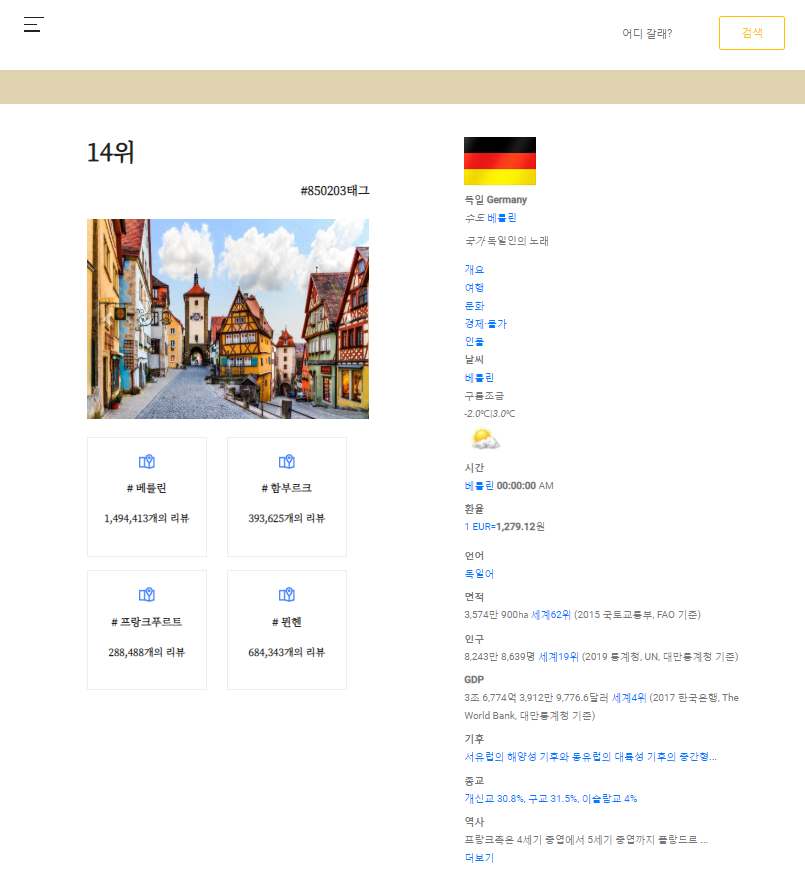 어디 갈래?
검색
14위
#850203태그
# 베를린
1,494,413개의 리뷰
# 함부르크
393,625개의 리뷰
# 프랑크푸르트
288,488개의 리뷰
# 뮌헨
684,343개의 리뷰
독일 Germany
수도 베를린
국가 독일인의 노래
개요
여행
문화
경제·물가
인물
날씨
베를린
구름조금
-2.0℃|3.0℃
시간
베를린 00:00:00 AM
환율
1 EUR=1,279.12원
언어
독일어
면적
3,574만 900ha 세계62위 (2015 국토교통부, FAO 기준)
인구
8,243만 8,639명 세계19위 (2019 통계청, UN, 대만통계청 기준)
GDP
3조 6,774억 3,912만 9,776.6달러 세계4위 (2017 한국은행, The
World Bank, 대만통계청 기준)
기후
서유럽의 해양성 기후와 동유럽의 대륙성 기후의 중간형...
종교
개신교 30.8%, 구교 31.5%, 이슬람교 4%
역사
프랑크족은 4세기 중엽에서 5세기 중엽까지 플랑드르 ...
더보기